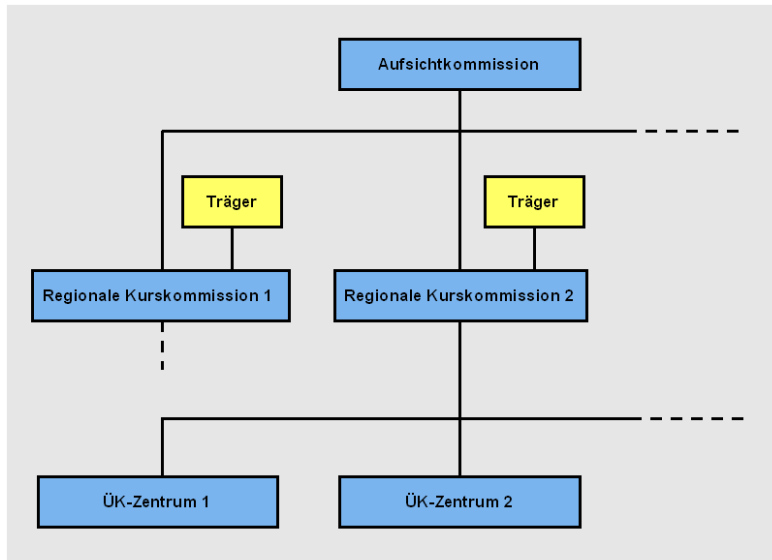 Aufsichtkommission
Träger
Träger
Regionale Kurskommission 1
Regionale Kurskommission 2
ÜK-Zentrum 1
ÜK-Zentrum 2